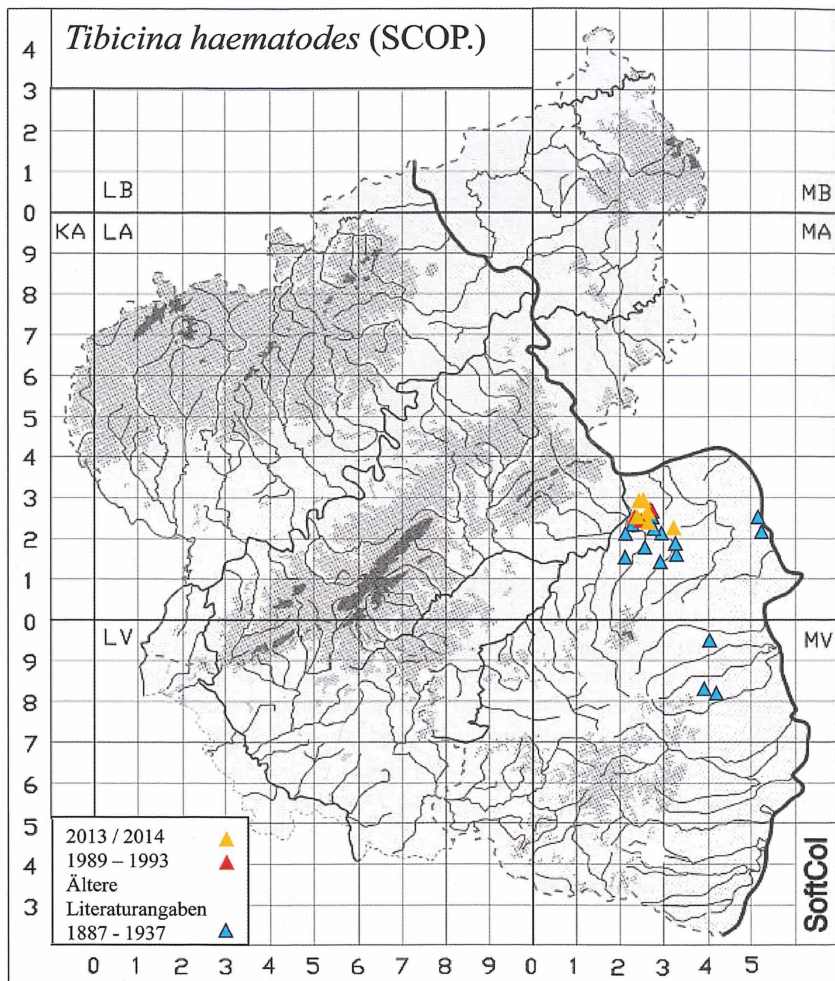 Tibicina haematodes (SCOP.)
4
3
2
1
0
9
8
7
6
5
4
3
2
1
0
9
8
7
6
5
4
3
LB
MB
KA LA
MA
LV
MV
2013 / 2014
1989 – 1993
Ältere
Literaturangaben
1887 - 1937
SoftCol
0 1 2 3 4 5 6 7 8 9 0 1 2 3 4 5